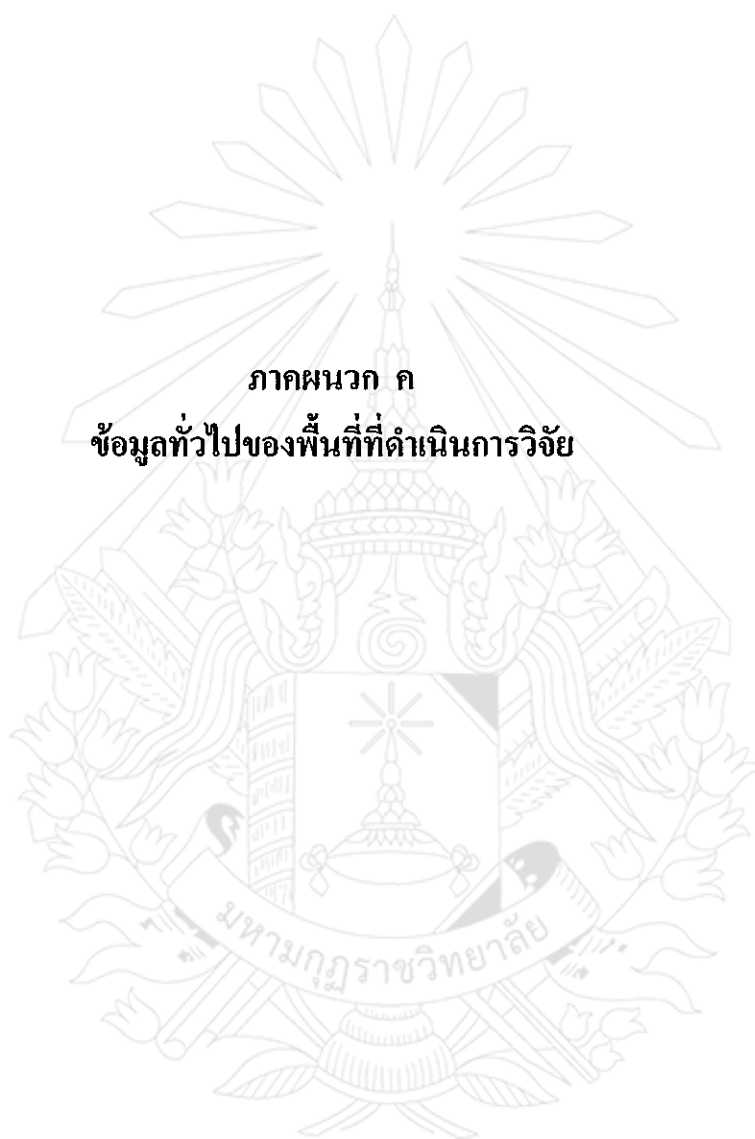 ภาคผนวก ค
ข้อมูลทั่วไปของพื้นที่ที่ดำเนินการวิจัย
มหามกุฏราชวิทยาลัย